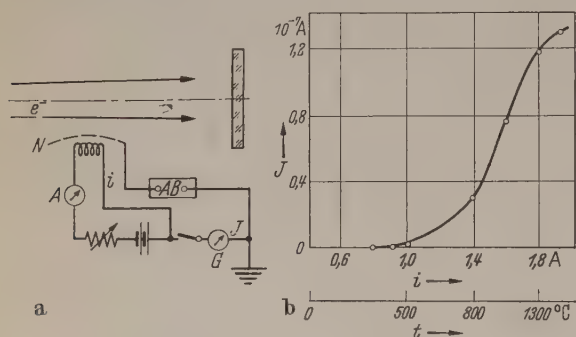 e⁻
N
i
A
AB
J
G
a
10⁻⁷A
1,2
0,8
J
0,4
0
0,6 1,0 1,4 1,8 A
i
b
0 500 800 1300 °C
t